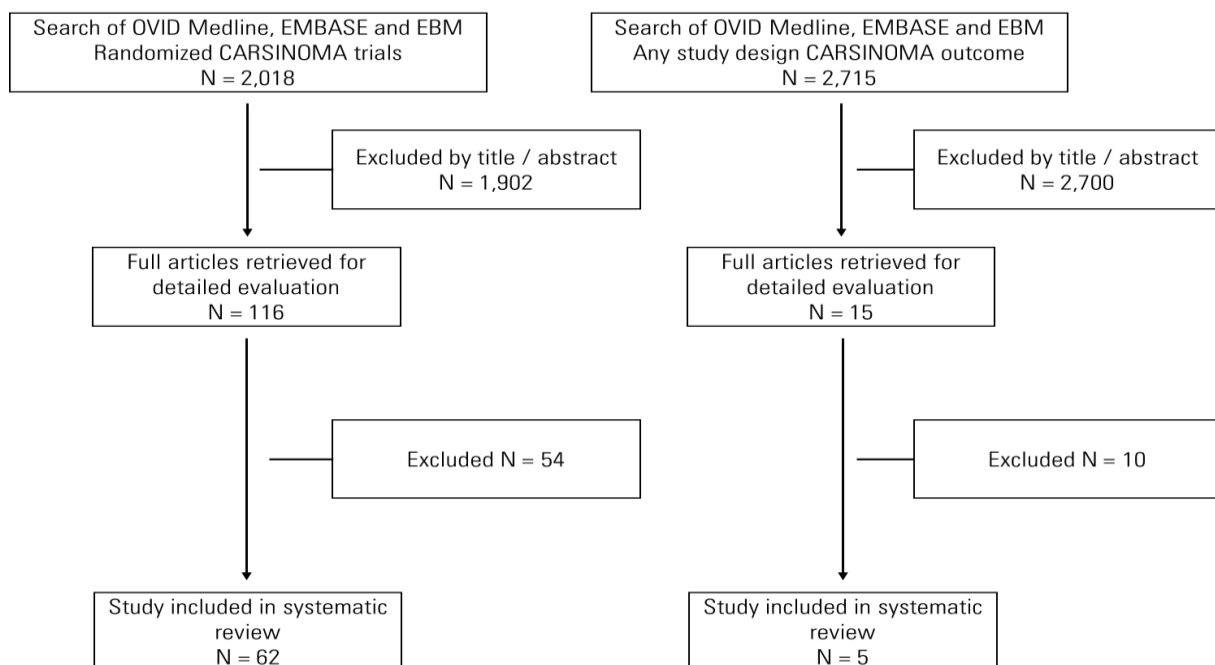 Search of OVID Medline, EMBASE and EBM
Randomized CARSINOMA trials
N = 2,018
Excluded by title / abstract
N = 1,902
Full articles retrieved for
detailed evaluation
N = 116
Excluded N = 54
Study included in systematic
review
N = 62
Search of OVID Medline, EMBASE and EBM
Any study design CARSINOMA outcome
N = 2,715
Excluded by title / abstract
N = 2,700
Full articles retrieved for
detailed evaluation
N = 15
Excluded N = 10
Study included in systematic
review
N = 5